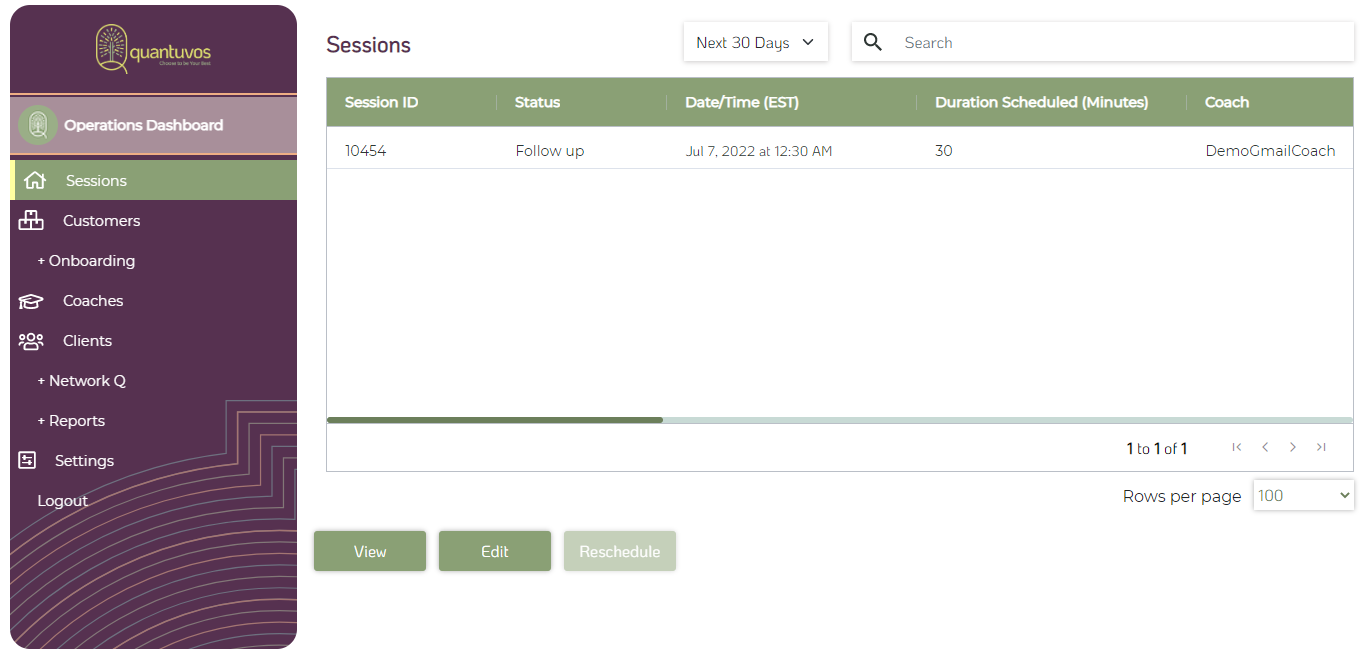 quantuvos
Choose to be Your Best
Operations Dashboard
Sessions
Customers
+ Onboarding
Coaches
Clients
+ Network Q
+ Reports
Settings
Logout
Sessions
Next 30 Days
Search
Session ID Status Date/Time (EST) Duration Scheduled (Minutes) Coach
10454 Follow up Jul 7, 2022 at 12:30 AM 30 DemoGmailCoach
1 to 1 of 1
Rows per page 100
View Edit Reschedule